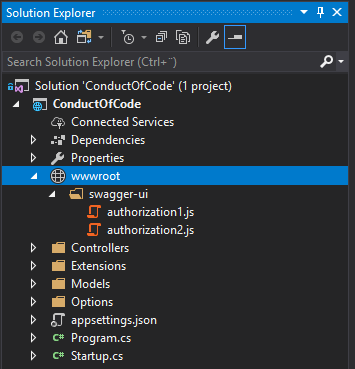 Solution Explorer
Search Solution Explorer (Ctrl+¨)
Solution 'ConductOfCode' (1 project)
ConductOfCode
Connected Services
Dependencies
Properties
wwwroot
swagger-ui
authorization1.js
authorization2.js
Controllers
Extensions
Models
Options
appsettings.json
C# Program.cs
C# Startup.cs